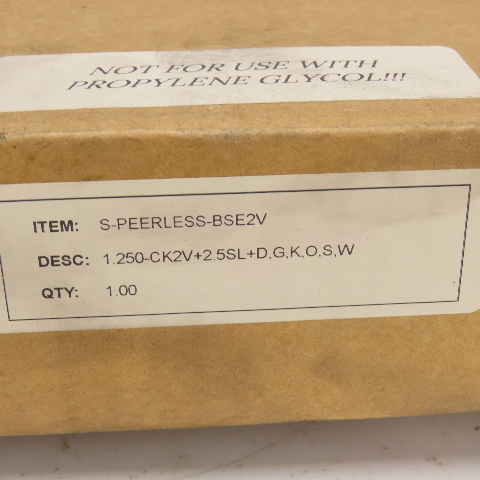 NOT FOR USE WITH
PROPYLENE GLYCOL!!!
ITEM: S-PEERLESS-BSE2V
DESC: 1.250-CK2V+2.5SL+D,G,K,O,S,W
QTY: 1.00